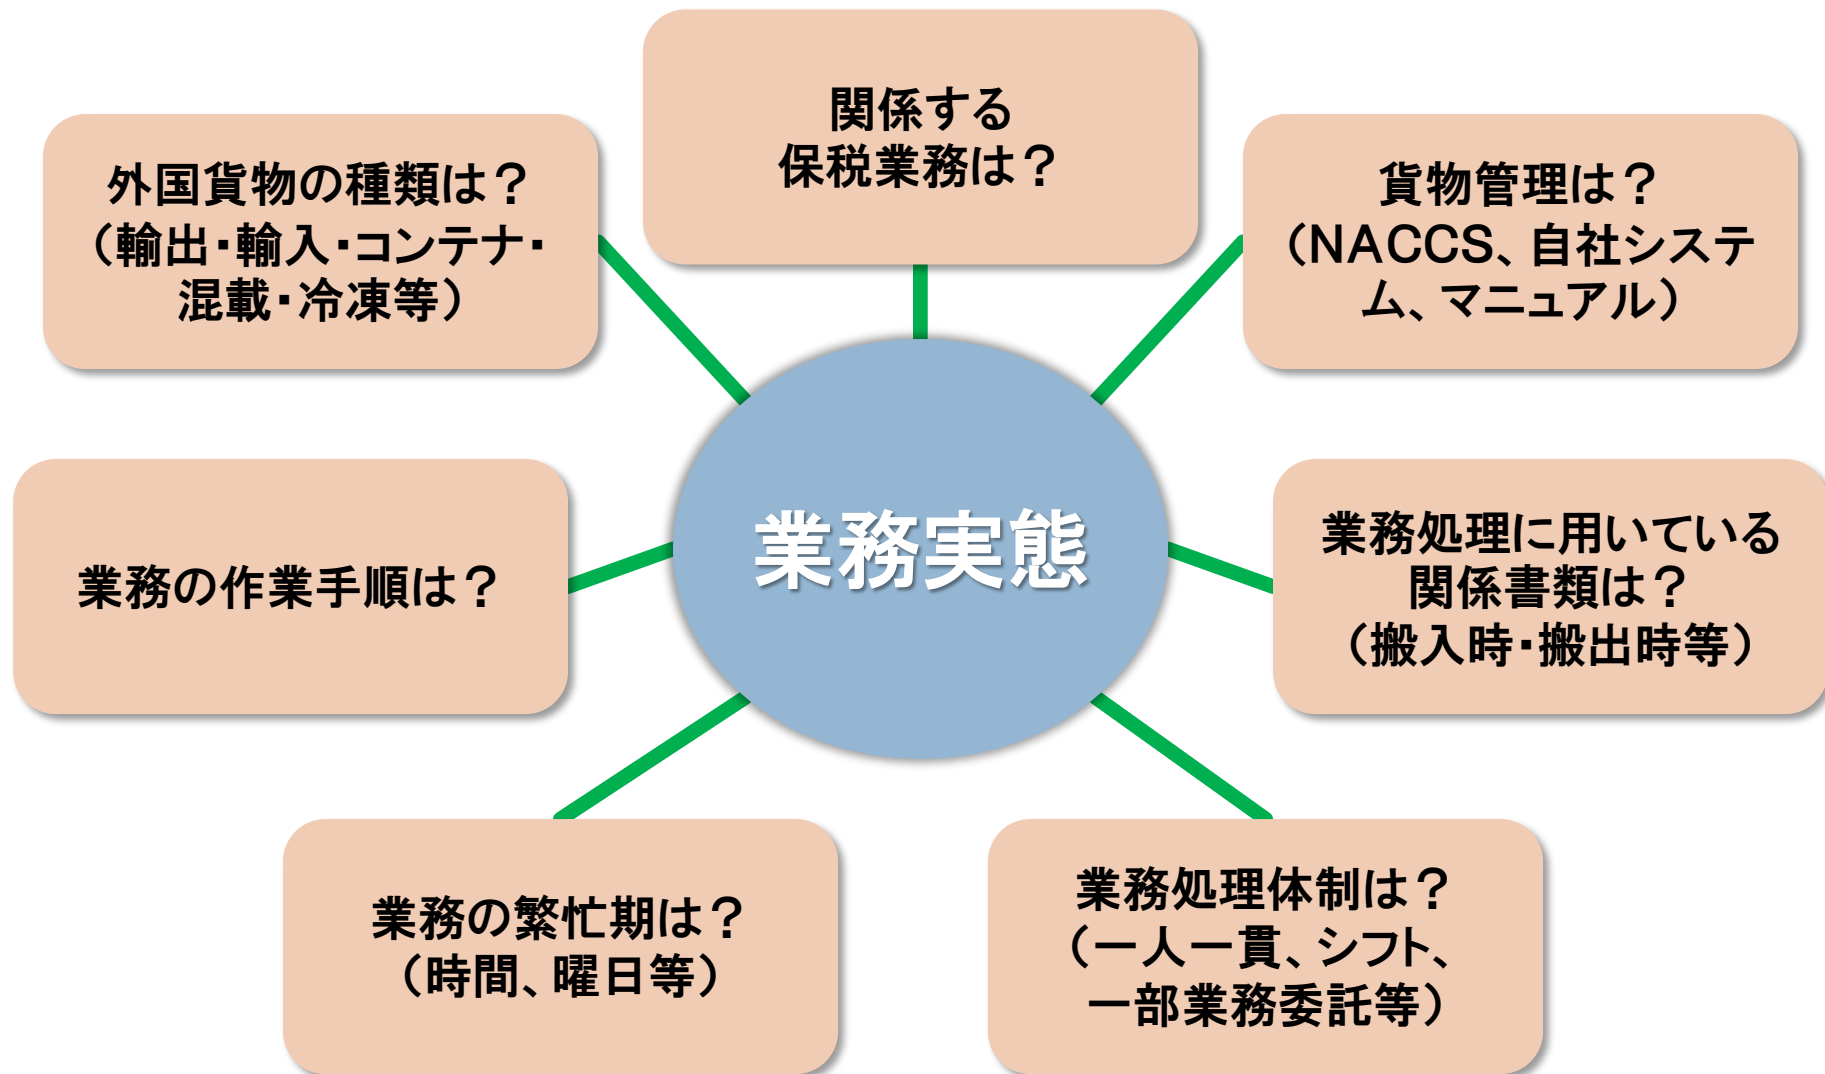 関係する
保税業務は？
外国貨物の種類は？
（輸出・輸入・コンテナ・
混載・冷凍等）
貨物管理は？
（ＮＡＣＣＳ、自社システ
ム、マニュアル）
業務実態
業務の作業手順は？
業務処理に用いている
関係書類は？
（搬入時・搬出時等）
業務の繁忙期は？
（時間、曜日等）
業務処理体制は？
（一人一貫、シフト、
一部業務委託等）